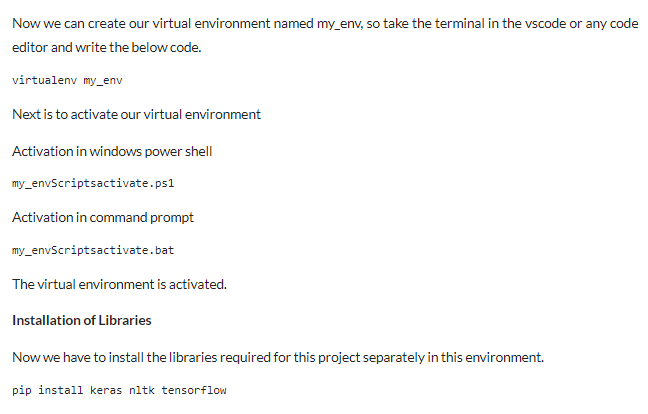 Now we can create our virtual environment named my_env, so take the terminal in the vscode or any code
editor and write the below code.
virtualenv my_env
Next is to activate our virtual environment
Activation in windows power shell
my_envScriptsactivate.ps1
Activation in command prompt
my_envScriptsactivate.bat
The virtual environment is activated.
Installation of Libraries
Now we have to install the libraries required for this project separately in this environment.
pip install keras nltk tensorflow